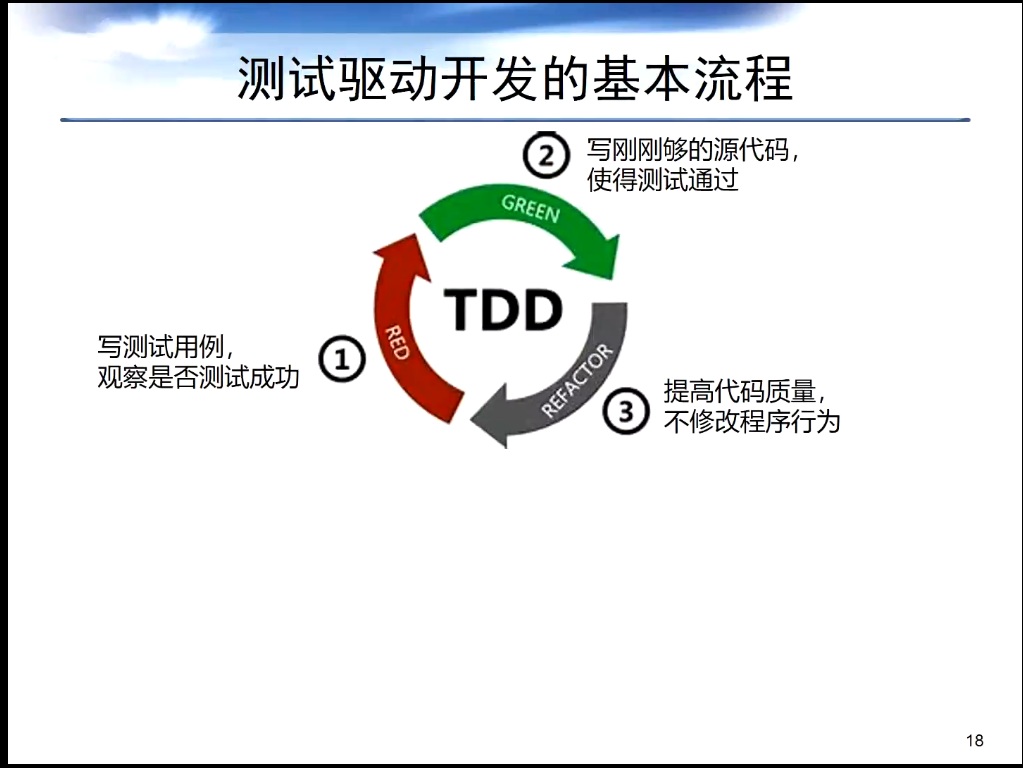 测试驱动开发的基本流程
2 写刚刚够的源代码，
使得测试通过
GREEN
TDD
RED
写测试用例，
观察是否测试成功
1
REFACTOR
3
提高代码质量，
不修改程序行为
18